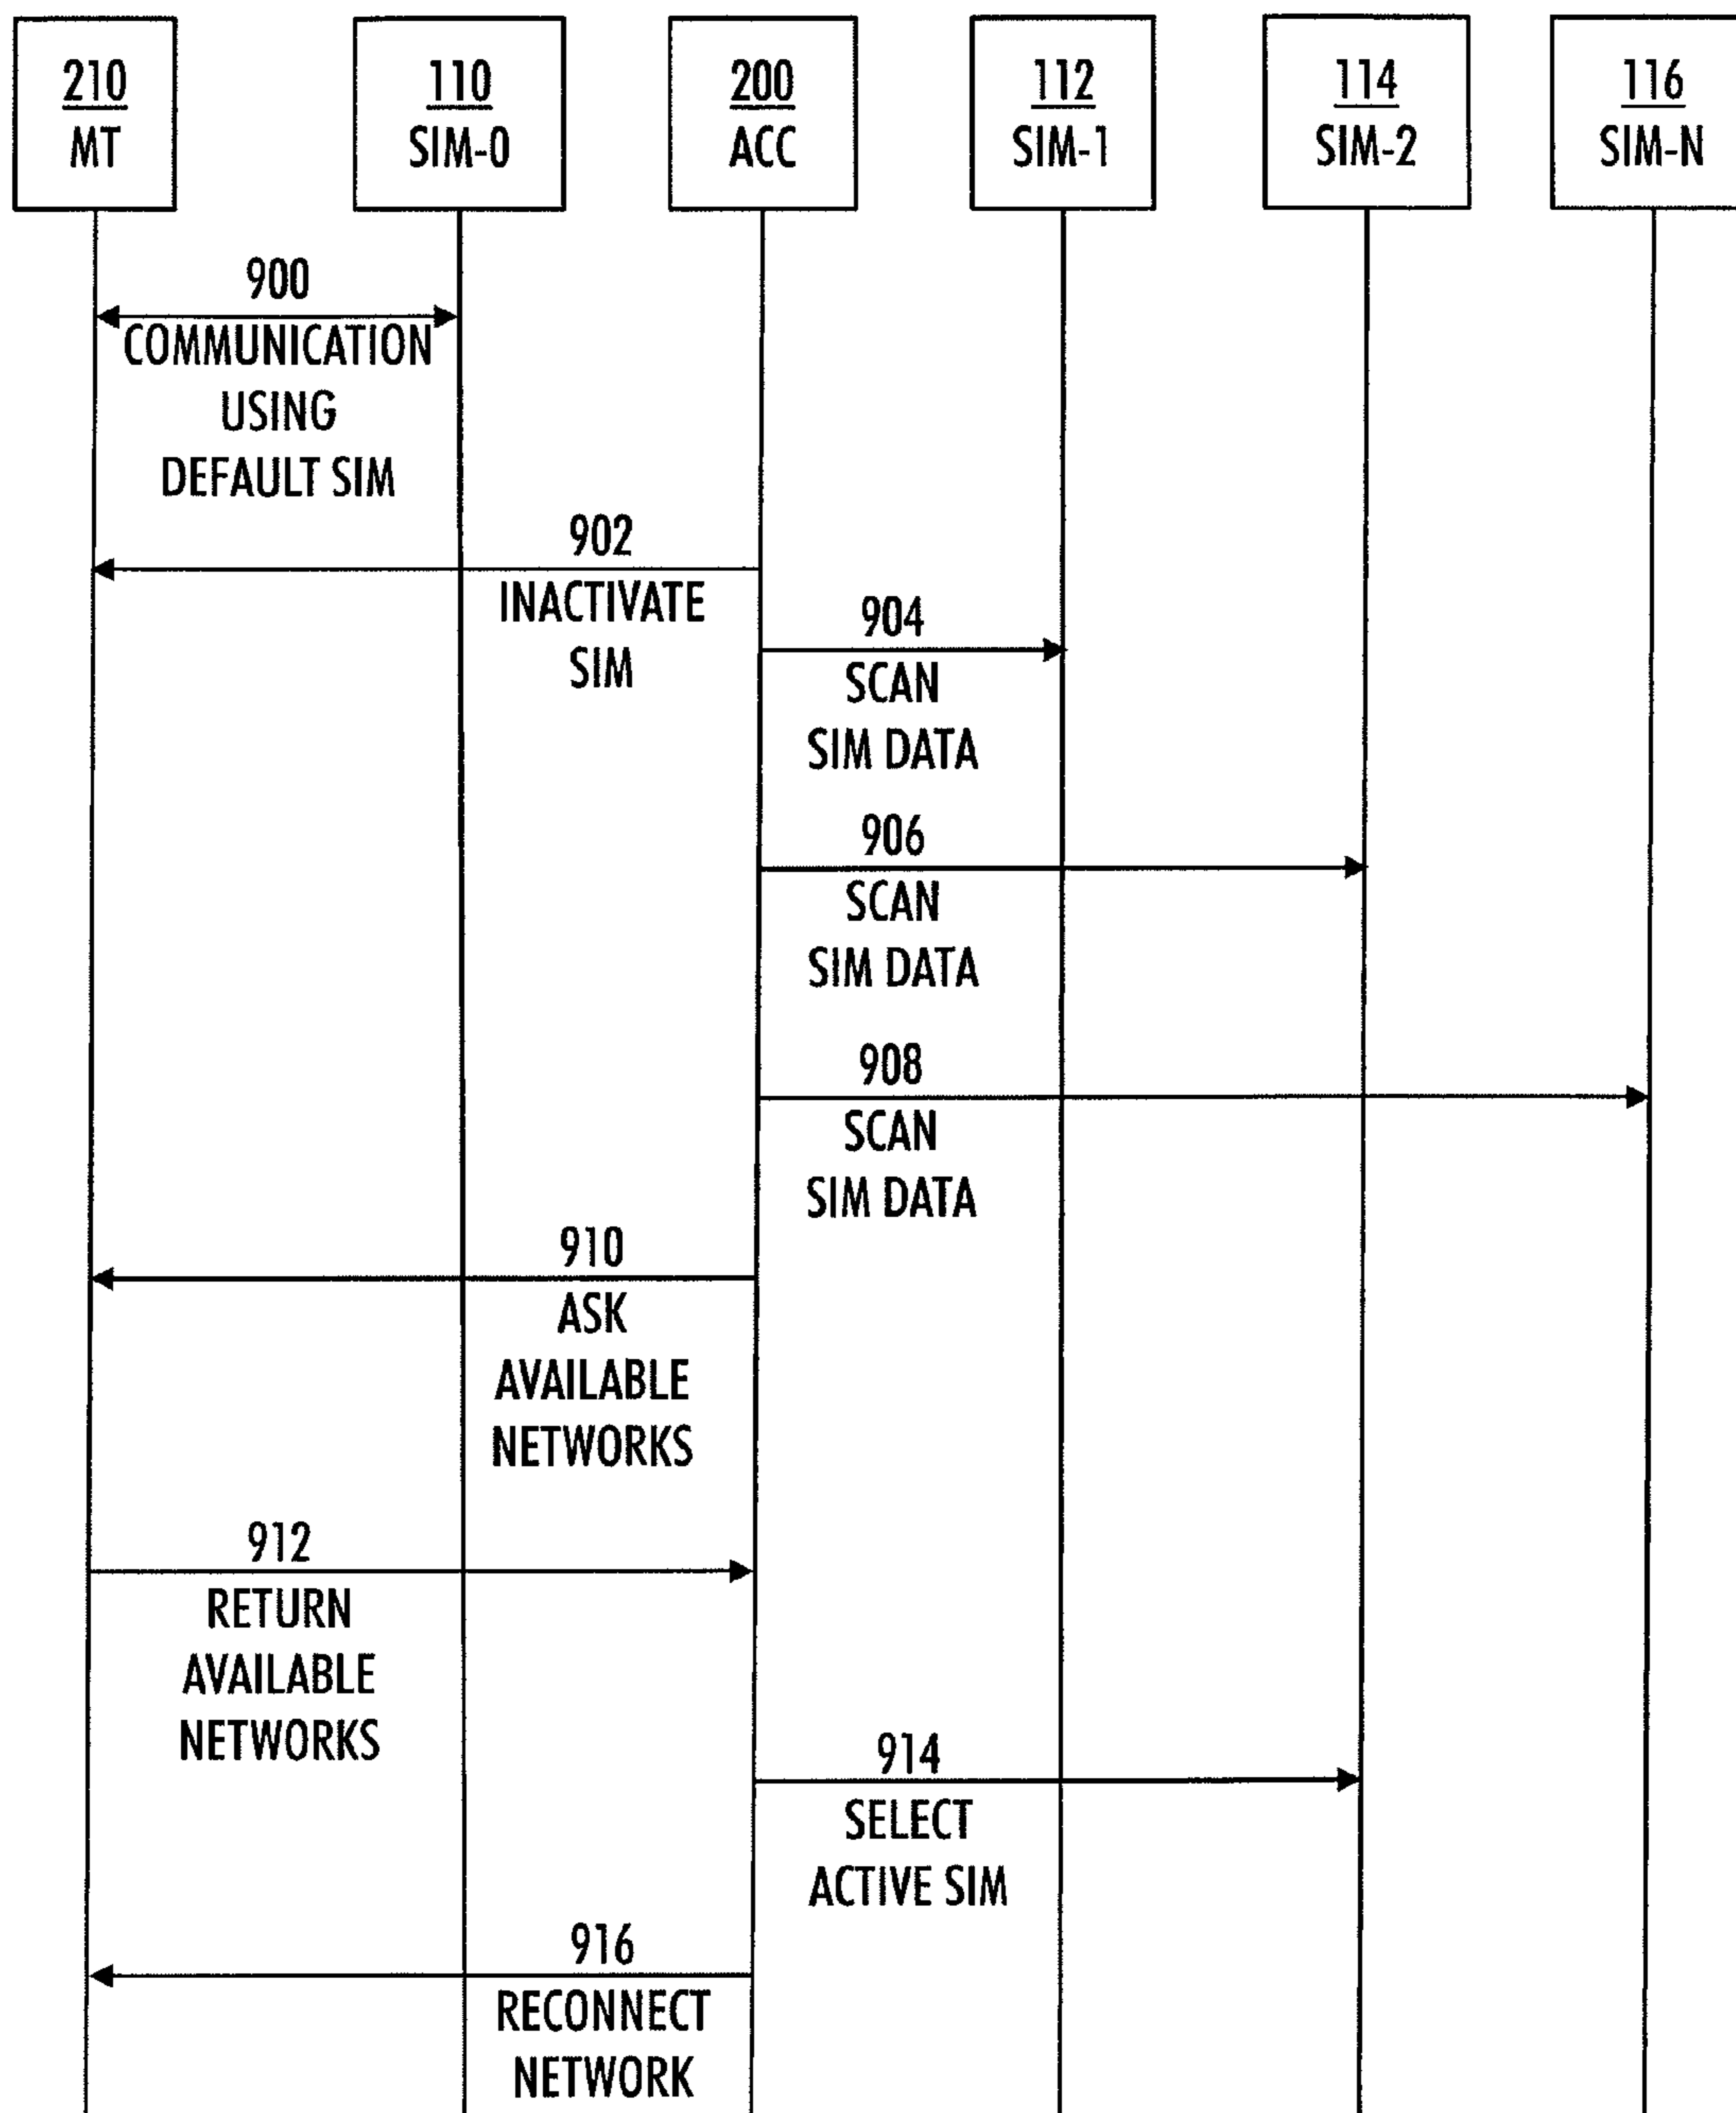 210
MT
110
SIM-0
200
ACC
112
SIM-1
114
SIM-2
116
SIM-N
900
COMMUNICATION
USING
DEFAULT SIM
902
INACTIVATE
SIM
904
SCAN
SIM DATA
906
SCAN
SIM DATA
908
SCAN
SIM DATA
910
ASK
AVAILABLE
NETWORKS
912
RETURN
AVAILABLE
NETWORKS
914
SELECT
ACTIVE SIM
916
RECONNECT
NETWORK